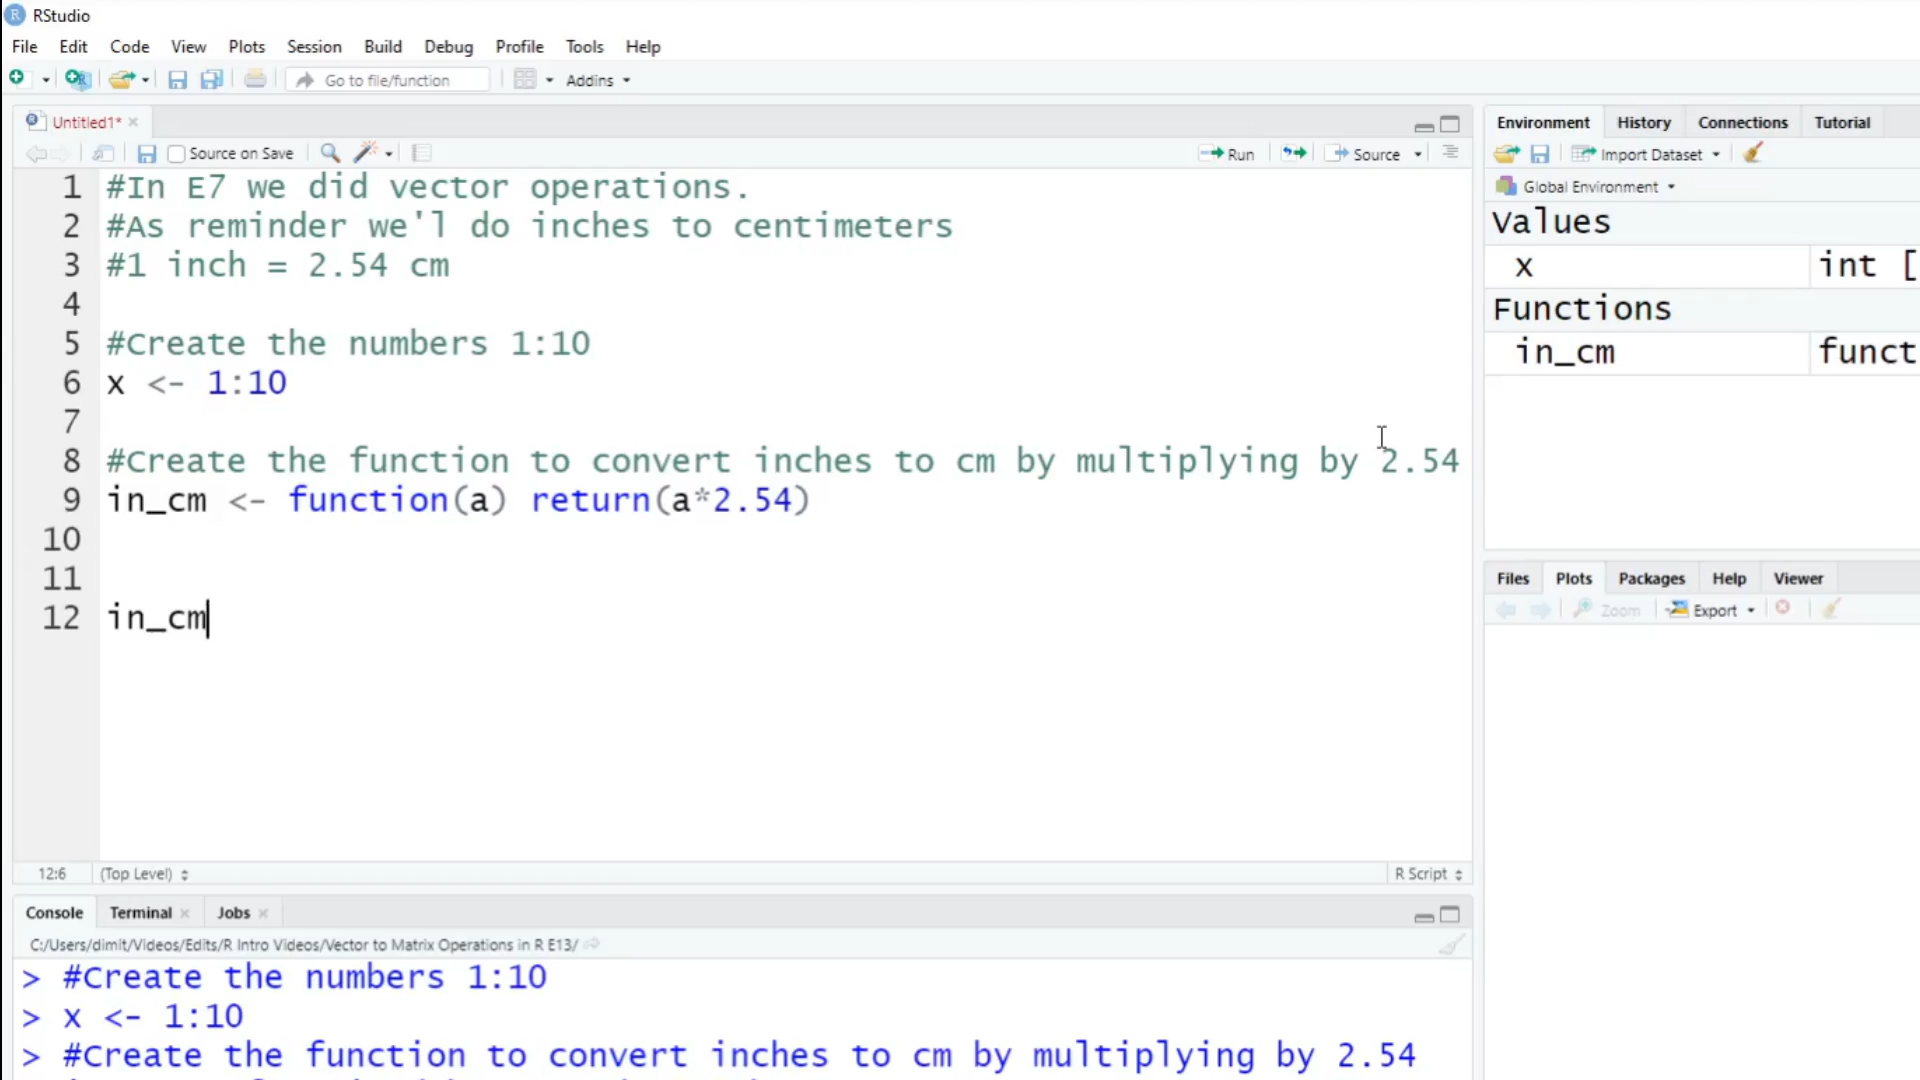 RStudio
File Edit Code View Plots Session Build Debug Profile Tools Help
Go to file/function Addins
Untitled1*
Source on Save Run Source
1 #In E7 we did vector operations.
2 #As reminder we'l do inches to centimeters
3 #1 inch = 2.54 cm
4
5 #Create the numbers 1:10
6 x <- 1:10
7
8 #Create the function to convert inches to cm by multiplying by 2.54
9 in_cm <- function(a) return(a*2.54)
10
11
12 in_cm
12:6 (Top Level) R Script
Console Terminal Jobs
C:/Users/dimit/Videos/Edits/R Intro Videos/Vector to Matrix Operations in R E13/
> #Create the numbers 1:10
> x <- 1:10
> #Create the function to convert inches to cm by multiplying by 2.54
Environment History Connections Tutorial
Import Dataset
Global Environment
Values
x int [
Functions
in_cm funct
Files Plots Packages Help Viewer
Zoom Export